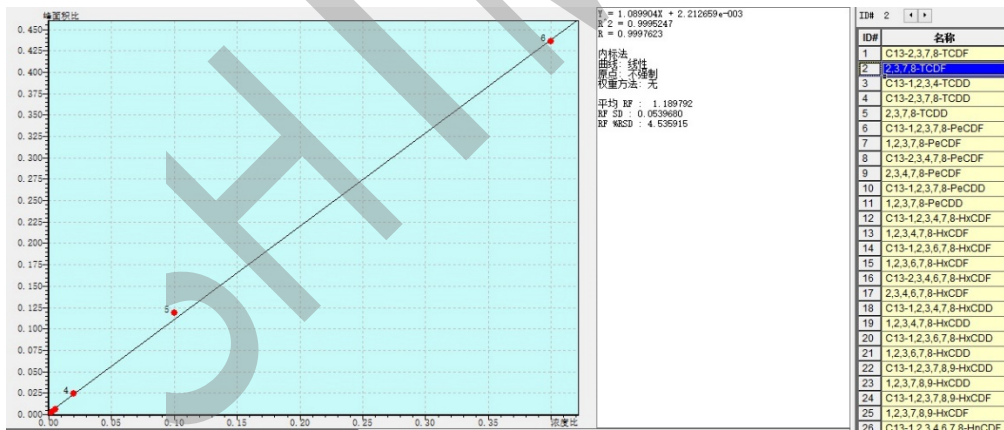 峰面积比
0.450
0.425
0.400
0.375
0.350
0.325
0.300
0.275
0.250
0.225
0.200
0.175
0.150
0.125
0.100
0.075
0.050
0.025
0.000
0.00 0.05 0.10 0.15 0.20 0.25 0.30 0.35 浓度比
4
5
6
Y = 1.089904X + 2.212659e-003
R^2 = 0.9995247
R = 0.9997623
内标法
曲线: 线性
原点: 不强制
权重方法: 无
平均 RF : 1.189792
RF SD : 0.0539680
RF %RSD : 4.535915
ID# 2
ID# 名称
1 C13-2,3,7,8-TCDF
2 2,3,7,8-TCDF
3 C13-1,2,3,4-TCDD
4 C13-2,3,7,8-TCDD
5 2,3,7,8-TCDD
6 C13-1,2,3,7,8-PeCDF
7 1,2,3,7,8-PeCDF
8 C13-2,3,4,7,8-PeCDF
9 2,3,4,7,8-PeCDF
10 C13-1,2,3,7,8-PeCDD
11 1,2,3,7,8-PeCDD
12 C13-1,2,3,4,7,8-HxCDF
13 1,2,3,4,7,8-HxCDF
14 C13-1,2,3,6,7,8-HxCDF
15 1,2,3,6,7,8-HxCDF
16 C13-2,3,4,6,7,8-HxCDF
17 2,3,4,6,7,8-HxCDF
18 C13-1,2,3,4,7,8-HxCDD
19 1,2,3,4,7,8-HxCDD
20 C13-1,2,3,6,7,8-HxCDD
21 1,2,3,6,7,8-HxCDD
22 C13-1,2,3,7,8,9-HxCDD
23 1,2,3,7,8,9-HxCDD
24 C13-1,2,3,7,8,9-HxCDF
25 1,2,3,7,8,9-HxCDF
26 C13-1,2,3,4,6,7,8-HpCDF